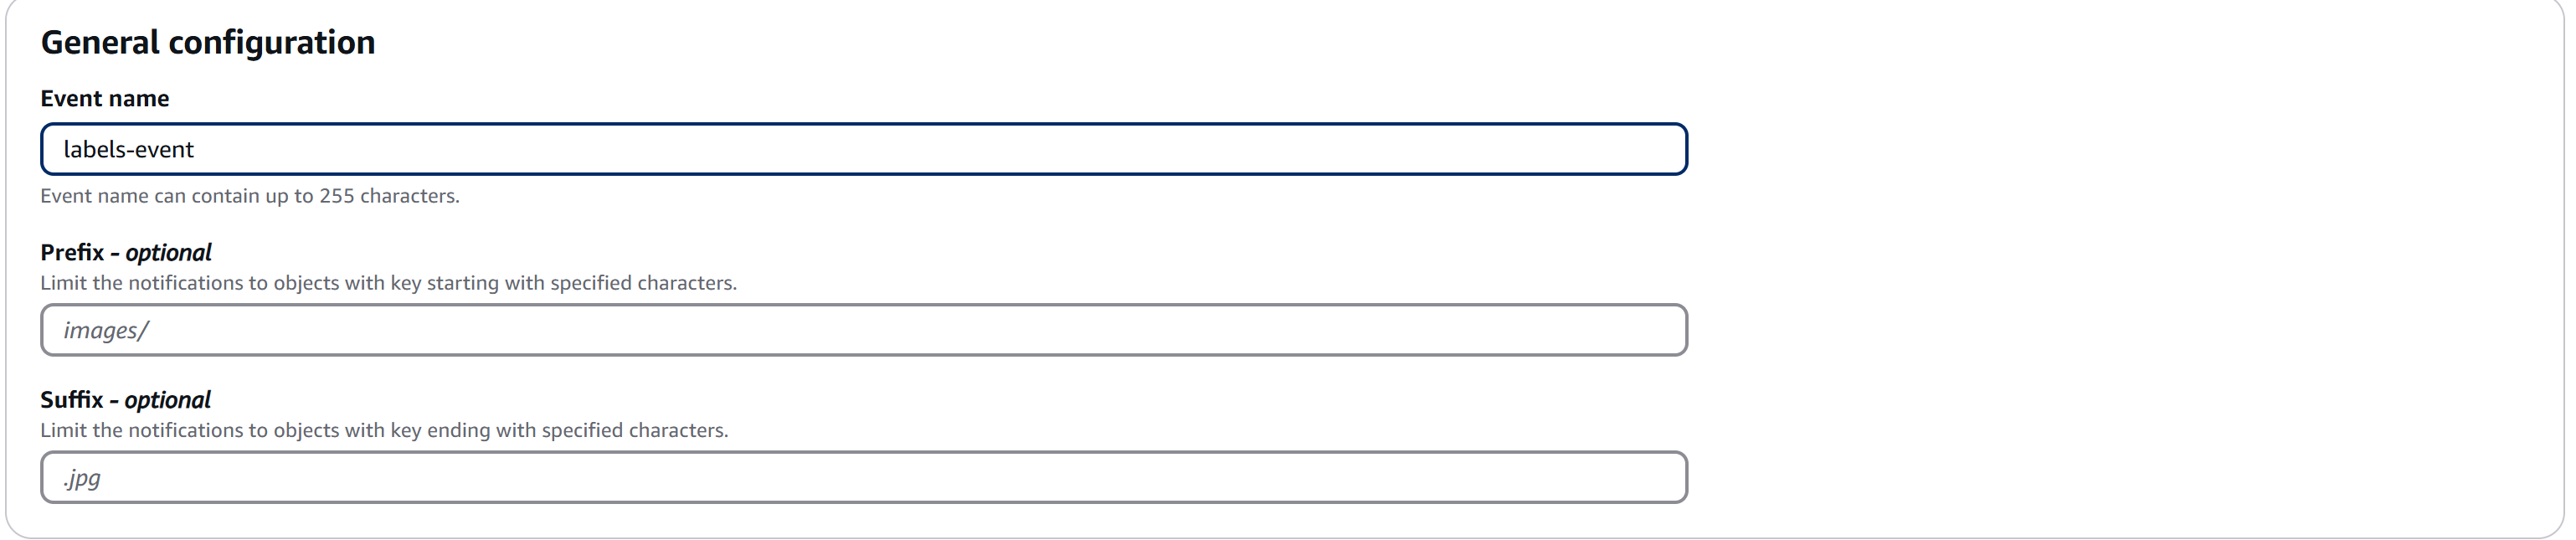 General configuration
Event name
labels-event
Event name can contain up to 255 characters.
Prefix - optional
Limit the notifications to objects with key starting with specified characters.
images/
Suffix - optional
Limit the notifications to objects with key ending with specified characters.
.jpg